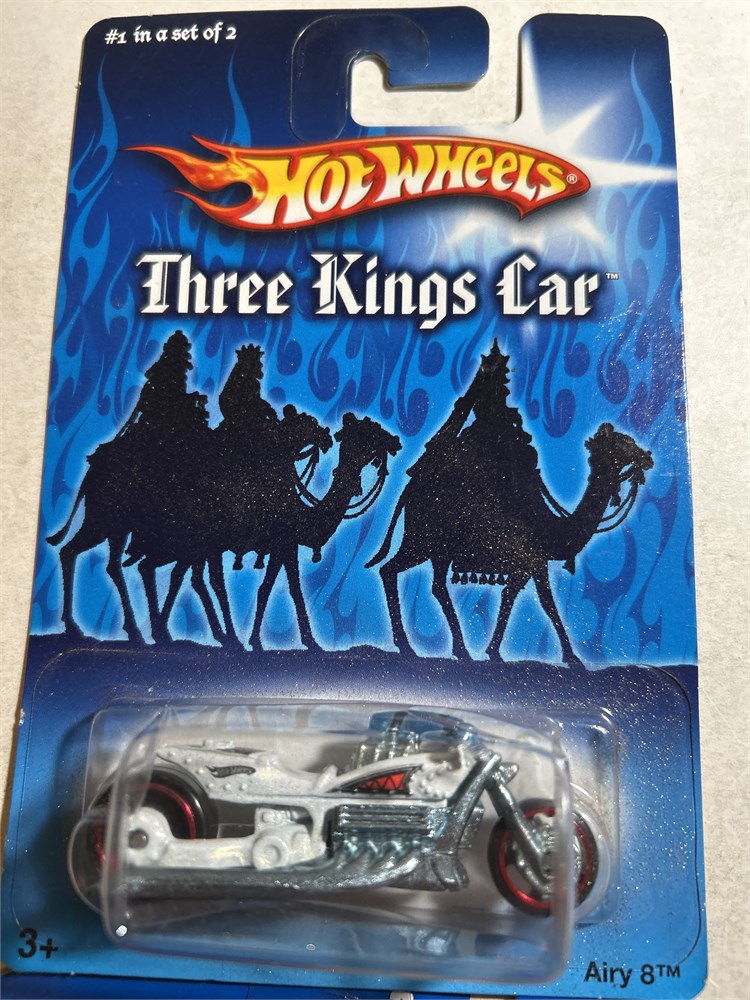 #1 in a set of 2
HOT WHEELS®
Three Kings Car™
3+
Airy 8™